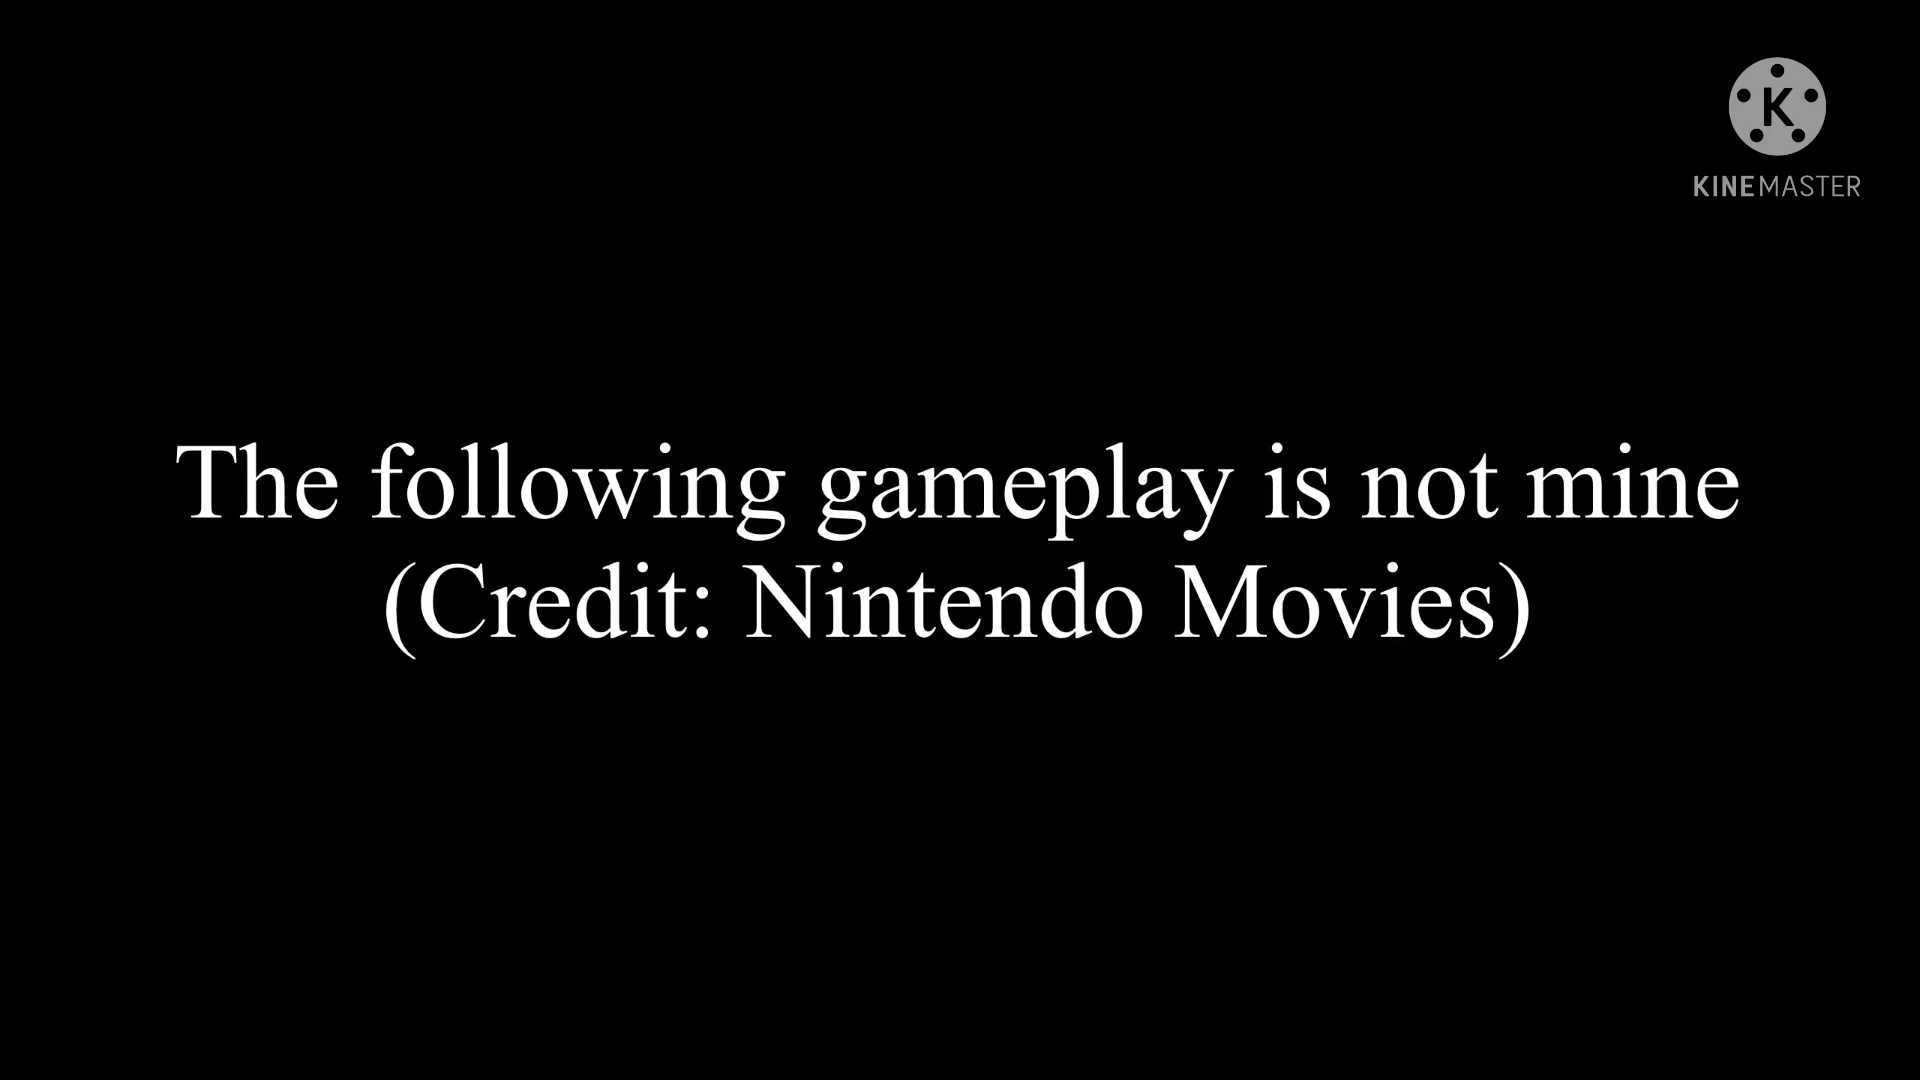 K
KINEMASTER
The following gameplay is not mine
(Credit: Nintendo Movies)